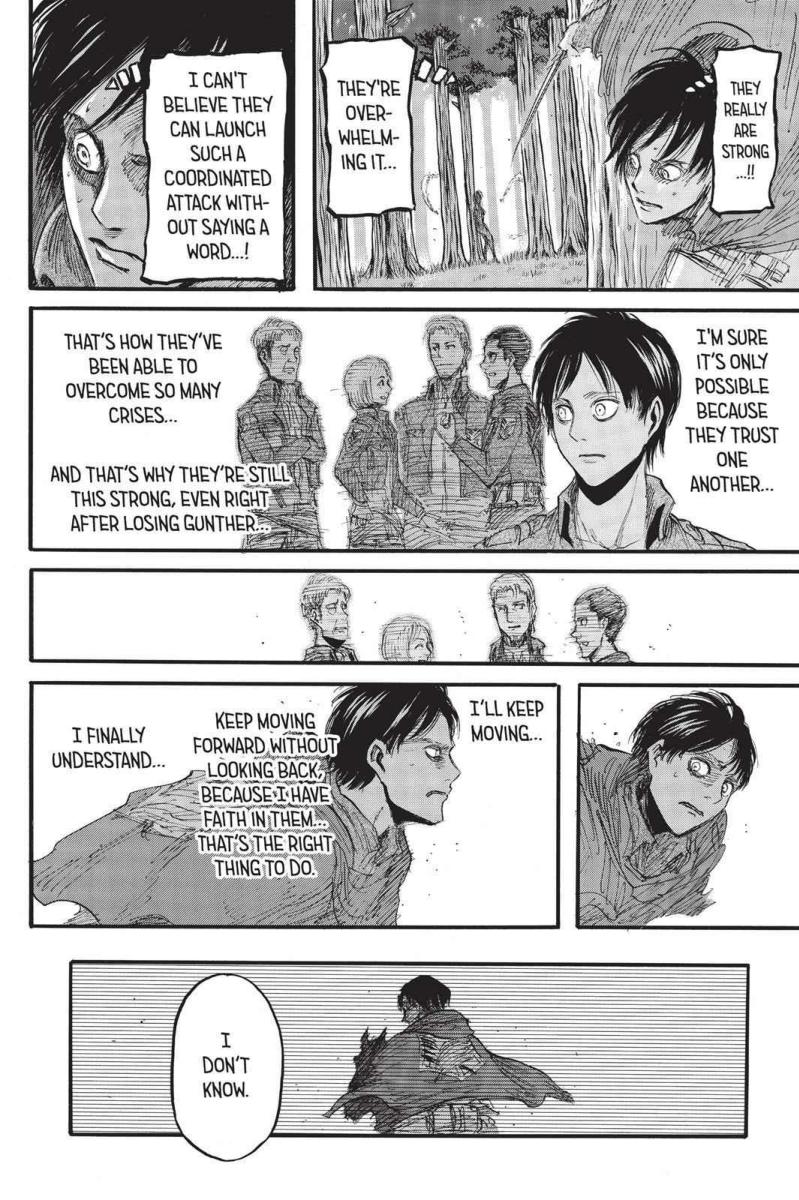 THEY
REALLY
ARE
STRONG
...!!
THEY'RE
OVER-
WHELM-
ING IT...
I CAN'T
BELIEVE THEY
CAN LAUNCH
SUCH A
COORDINATED
ATTACK WITH-
OUT SAYING A
WORD...!
I'M SURE
IT'S ONLY
POSSIBLE
BECAUSE
THEY TRUST
ONE
ANOTHER...
THAT'S HOW THEY'VE
BEEN ABLE TO
OVERCOME SO MANY
CRISES...
AND THAT'S WHY THEY'RE STILL
THIS STRONG, EVEN RIGHT
AFTER LOSING GUNTHER...
I'LL KEEP
MOVING...
KEEP MOVING
FORWARD WITHOUT
LOOKING BACK,
BECAUSE I HAVE
FAITH IN THEM...
THAT'S THE RIGHT
THING TO DO.
I FINALLY
UNDERSTAND...
I
DON'T
KNOW.